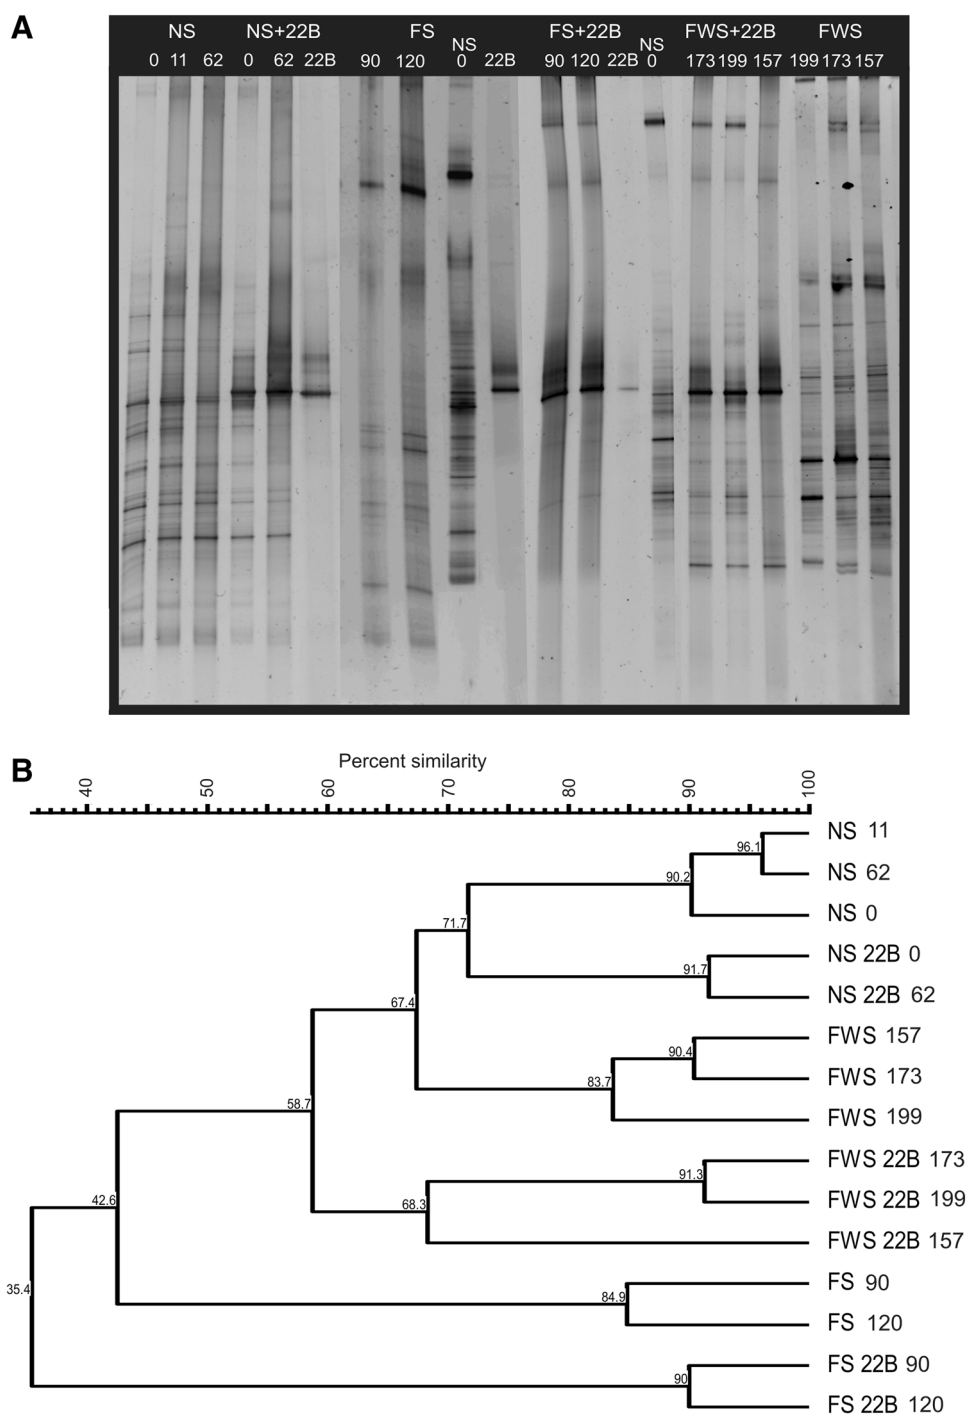 A
NS NS+22B FS NS FS+22B NS FWS+22B FWS
0 11 62 0 62 22B 90 120 0 22B 90 120 22B 0 173 199 157 199 173 157
B
Percent similarity
40 50 60 70 80 90 100
NS 11
96.1
NS 62
90.2
NS 0
71.7
NS 22B 0
91.7
NS 22B 62
67.4
FWS 157
90.4
FWS 173
83.7
58.7
FWS 199
FWS 22B 173
91.3
FWS 22B 199
42.6
68.3
FWS 22B 157
FS 90
35.4
84.9
FS 120
FS 22B 90
90
FS 22B 120